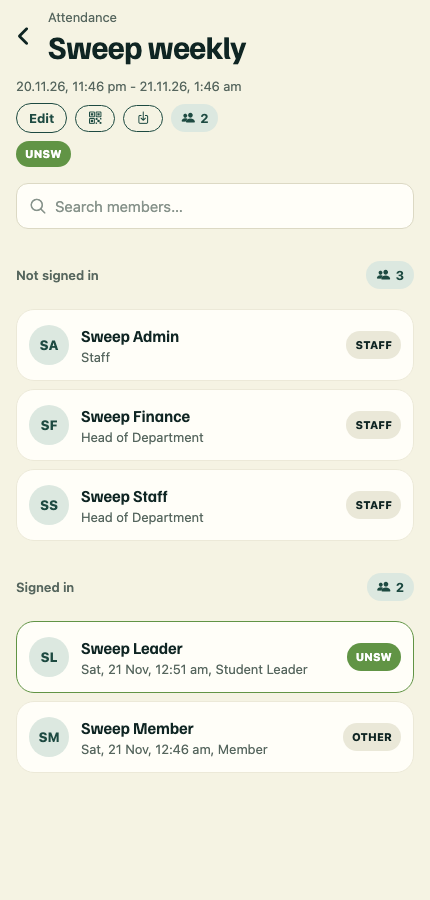 Attendance
Sweep weekly
20.11.26, 11:46 pm - 21.11.26, 1:46 am
Edit
2
UNSW
Search members...
Not signed in
3
SA
Sweep Admin
Staff
STAFF
SF
Sweep Finance
Head of Department
STAFF
SS
Sweep Staff
Head of Department
STAFF
Signed in
2
SL
Sweep Leader
Sat, 21 Nov, 12:51 am, Student Leader
UNSW
SM
Sweep Member
Sat, 21 Nov, 12:46 am, Member
OTHER